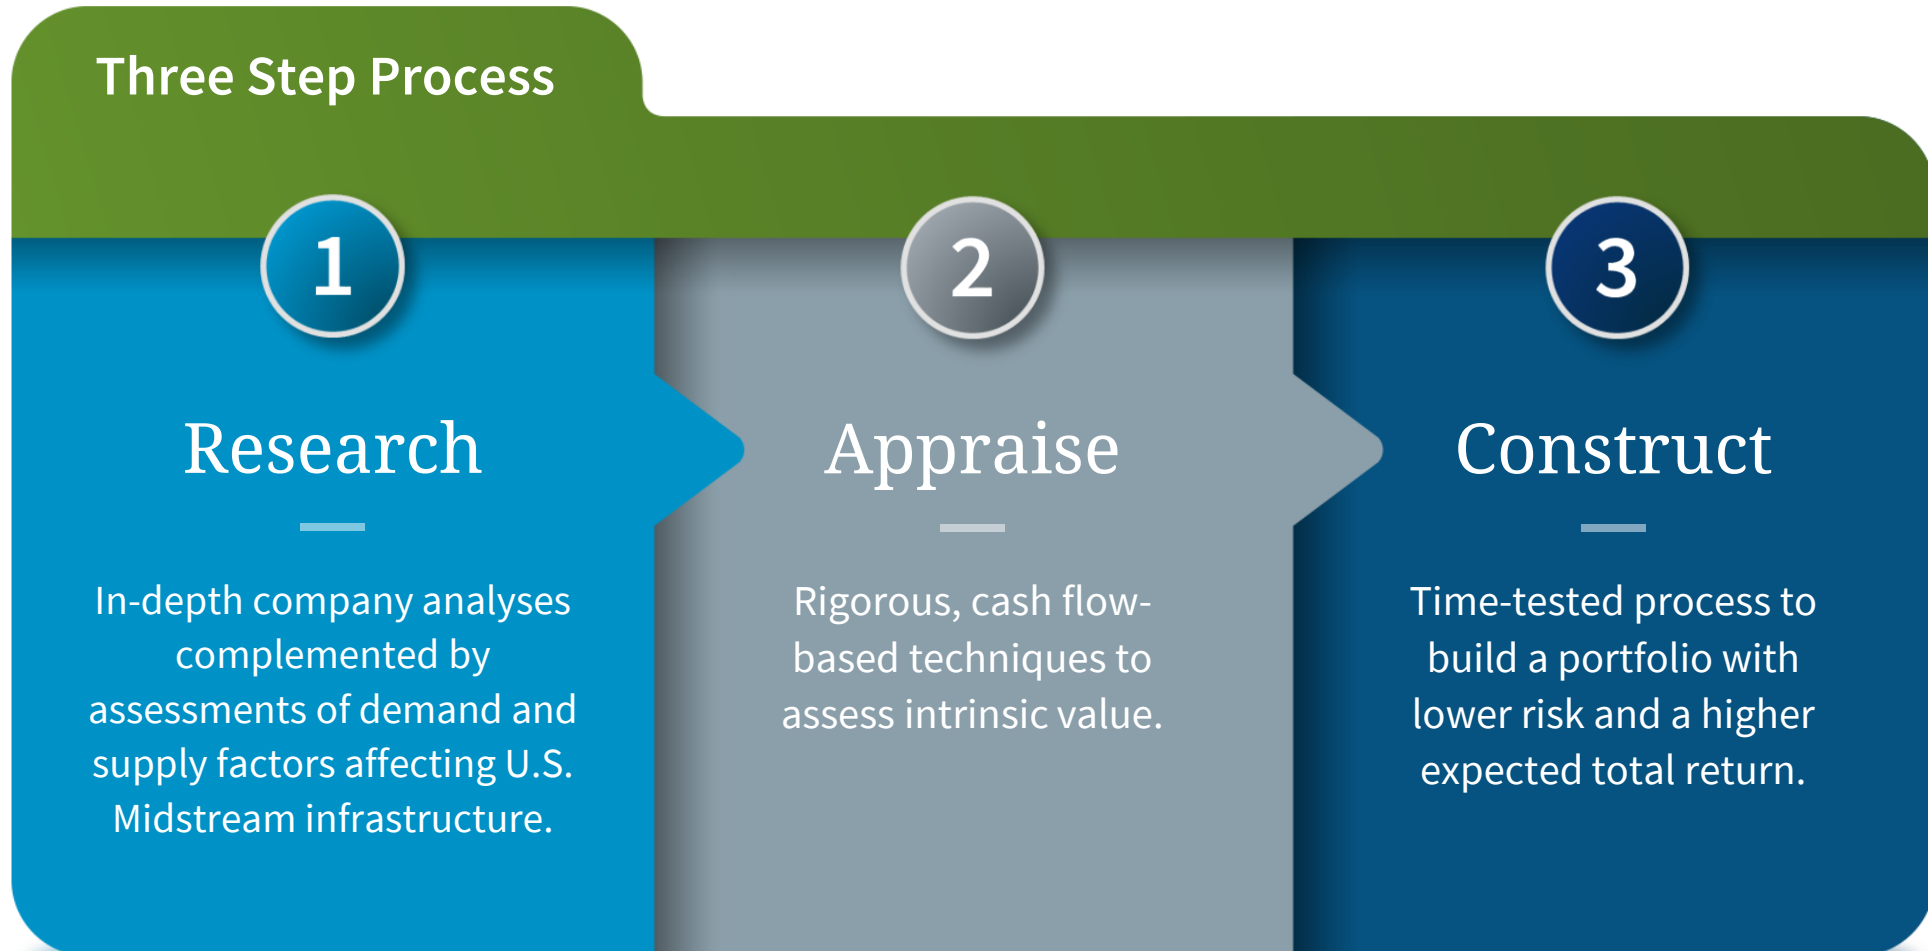 Three Step Process
1
Research
In-depth company analyses
complemented by
assessments of demand and
supply factors affecting U.S.
Midstream infrastructure.
2
Appraise
Rigorous, cash flow-
based techniques to
assess intrinsic value.
3
Construct
Time-tested process to
build a portfolio with
lower risk and a higher
expected total return.